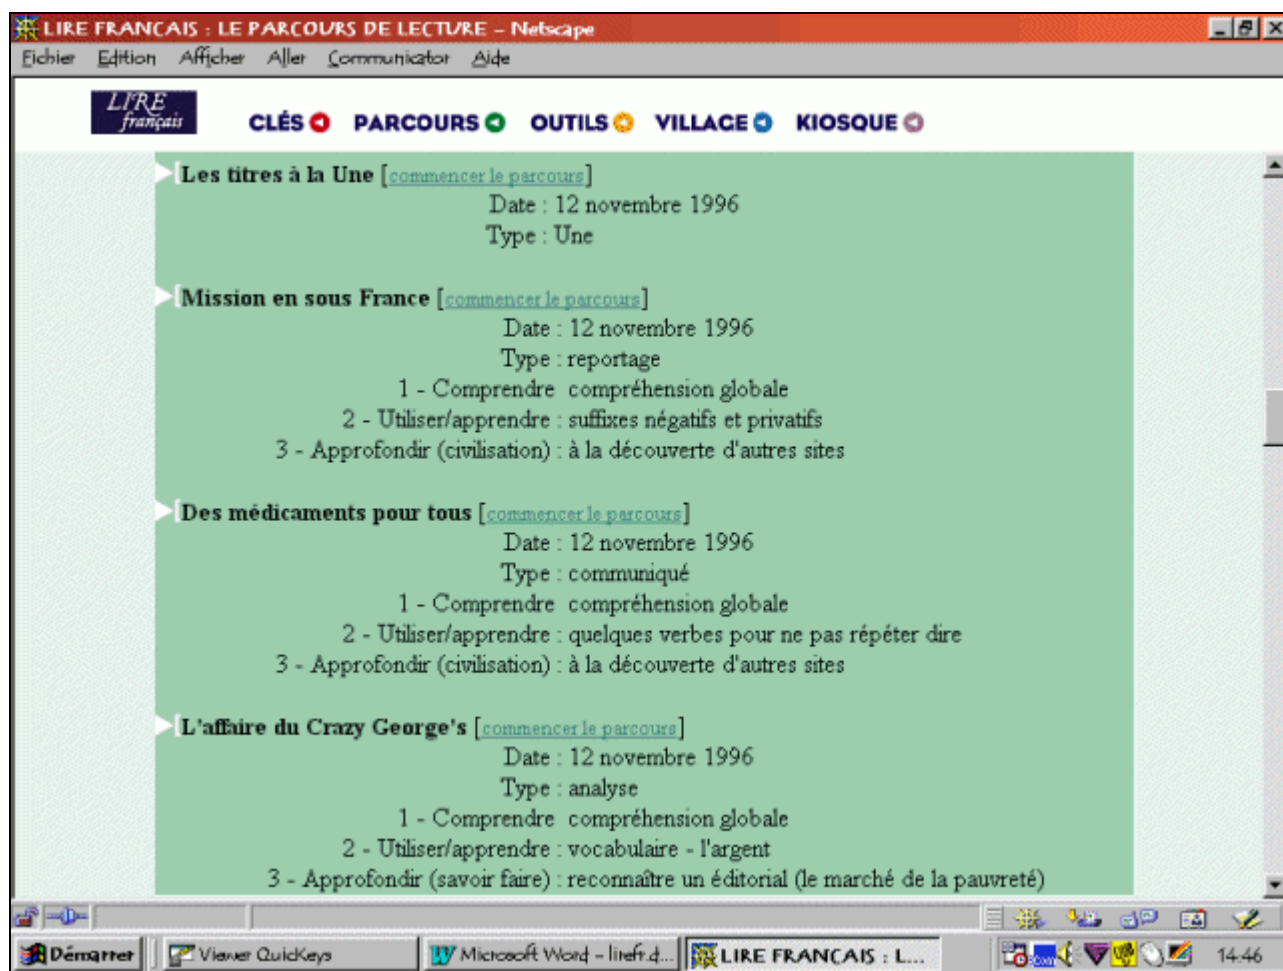 LIRE FRANCAIS : LE PARCOURS DE LECTURE – Netscape
Fichier Edition Afficher Aller Communicator Aide
LIRE
français
CLÉS PARCOURS OUTILS VILLAGE KIOSQUE
Les titres à la Une [commencer le parcours]
Date : 12 novembre 1996
Type : Une
Mission en sous France [commencer le parcours]
Date : 12 novembre 1996
Type : reportage
1 - Comprendre compréhension globale
2 - Utiliser/apprendre : suffixes négatifs et privatifs
3 - Approfondir (civilisation) : à la découverte d'autres sites
Des médicaments pour tous [commencer le parcours]
Date : 12 novembre 1996
Type : communiqué
1 - Comprendre compréhension globale
2 - Utiliser/apprendre : quelques verbes pour ne pas répéter dire
3 - Approfondir (civilisation) : à la découverte d'autres sites
L'affaire du Crazy George's [commencer le parcours]
Date : 12 novembre 1996
Type : analyse
1 - Comprendre compréhension globale
2 - Utiliser/apprendre : vocabulaire - l'argent
3 - Approfondir (savoir faire) : reconnaître un éditorial (le marché de la pauvreté)
Démarrer Viewer QuicKeys Microsoft Word – lirefr.d... LIRE FRANCAIS : L... 14:46